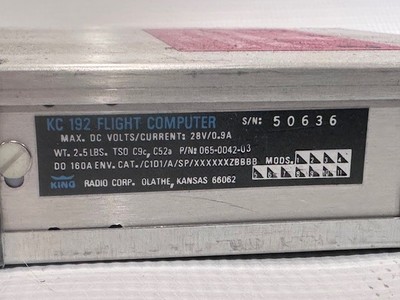 KC 192 FLIGHT COMPUTER S/N: 50636
MAX. DC VOLTS/CURRENT: 28V/0.9A
WT. 2.5 LBS. TSO C9c, C52a P/N: 065-0042-03
DO 160A ENV. CAT./C1D1/A/SP/XXXXXXZBBBB MODS.
KING RADIO CORP. OLATHE, KANSAS 66062